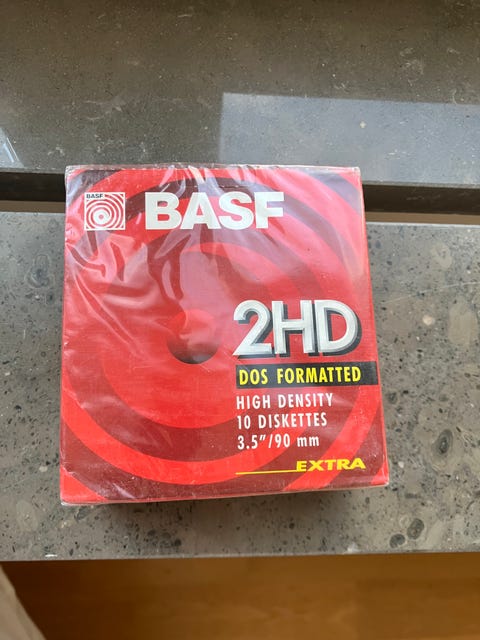 BASF
BASF
2HD
DOS FORMATTED
HIGH DENSITY
10 DISKETTES
3.5"/90 mm
EXTRA